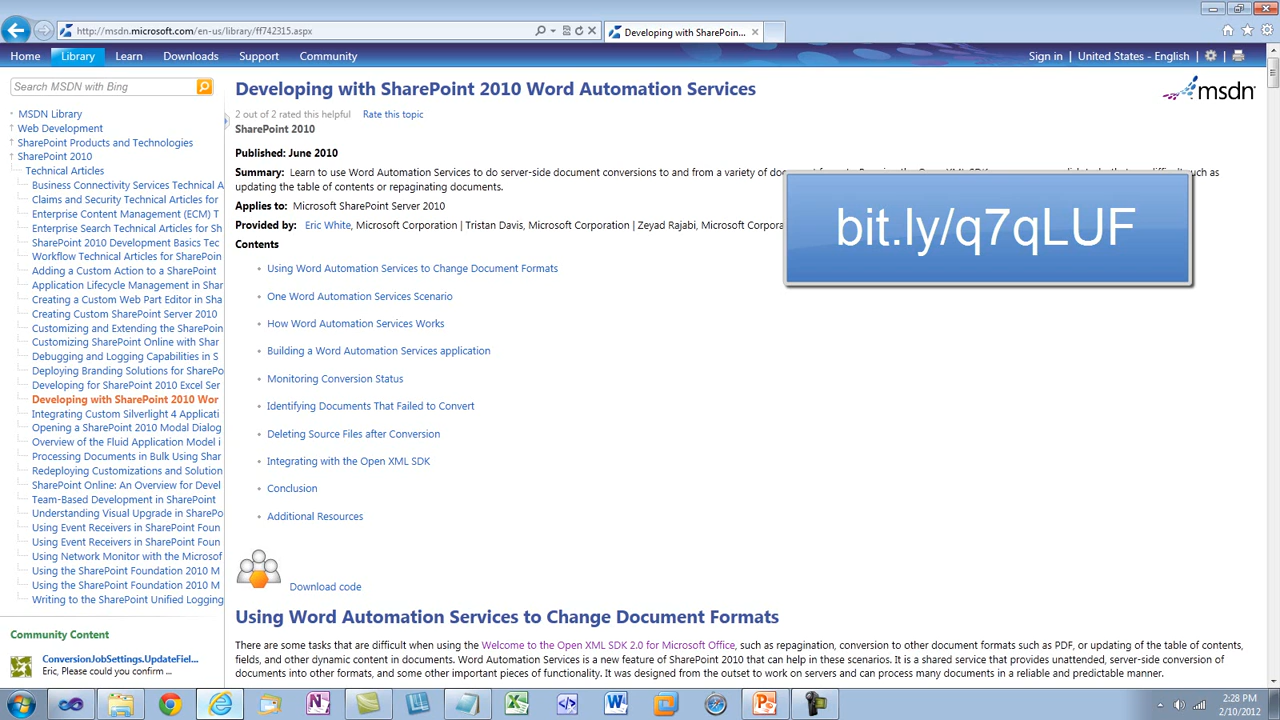 http://msdn.microsoft.com/en-us/library/ff742315.aspx
Developing with SharePoin...
Home Library Learn Downloads Support Community
Sign in United States - English
Search MSDN with Bing
MSDN Library
Web Development
SharePoint Products and Technologies
SharePoint 2010
Technical Articles
Business Connectivity Services Technical A
Claims and Security Technical Articles for
Enterprise Content Management (ECM) T
Enterprise Search Technical Articles for Sh
SharePoint 2010 Development Basics Tec
Workflow Technical Articles for SharePoin
Adding a Custom Action to a SharePoint
Application Lifecycle Management in Shar
Creating a Custom Web Part Editor in Sha
Creating Custom SharePoint Server 2010
Customizing and Extending the SharePoin
Customizing SharePoint Online with Shar
Debugging and Logging Capabilities in S
Deploying Branding Solutions for SharePo
Developing for SharePoint 2010 Excel Ser
Developing with SharePoint 2010 Wor
Integrating Custom Silverlight 4 Applicati
Opening a SharePoint 2010 Modal Dialog
Overview of the Fluid Application Model i
Processing Documents in Bulk Using Shar
Redeploying Customizations and Solution
SharePoint Online: An Overview for Devel
Team-Based Development in SharePoint
Understanding Visual Upgrade in SharePo
Using Event Receivers in SharePoint Foun
Using Event Receivers in SharePoint Foun
Using Network Monitor with the Microsof
Using the SharePoint Foundation 2010 M
Using the SharePoint Foundation 2010 M
Writing to the SharePoint Unified Logging
Community Content
ConversionJobSettings.UpdateFiel...
Eric, Please could you confirm ...
Developing with SharePoint 2010 Word Automation Services
msdn
2 out of 2 rated this helpful Rate this topic
SharePoint 2010
Published: June 2010
Summary: Learn to use Word Automation Services to do server-side document conversions to and from a variety of such as
updating the table of contents or repaginating documents.
Applies to: Microsoft SharePoint Server 2010
Provided by: Eric White, Microsoft Corporation | Tristan Davis, Microsoft Corporation | Zeyad Rajabi, Microsoft Corpora
bit.ly/q7qLUF
Contents
Using Word Automation Services to Change Document Formats
One Word Automation Services Scenario
How Word Automation Services Works
Building a Word Automation Services application
Monitoring Conversion Status
Identifying Documents That Failed to Convert
Deleting Source Files after Conversion
Integrating with the Open XML SDK
Conclusion
Additional Resources
Download code
Using Word Automation Services to Change Document Formats
There are some tasks that are difficult when using the Welcome to the Open XML SDK 2.0 for Microsoft Office, such as repagination, conversion to other document formats such as PDF, or updating of the table of contents,
fields, and other dynamic content in documents. Word Automation Services is a new feature of SharePoint 2010 that can help in these scenarios. It is a shared service that provides unattended, server-side conversion of
documents into other formats, and some other important pieces of functionality. It was designed from the outset to work on servers and can process many documents in a reliable and predictable manner.
2:28 PM
2/10/2012